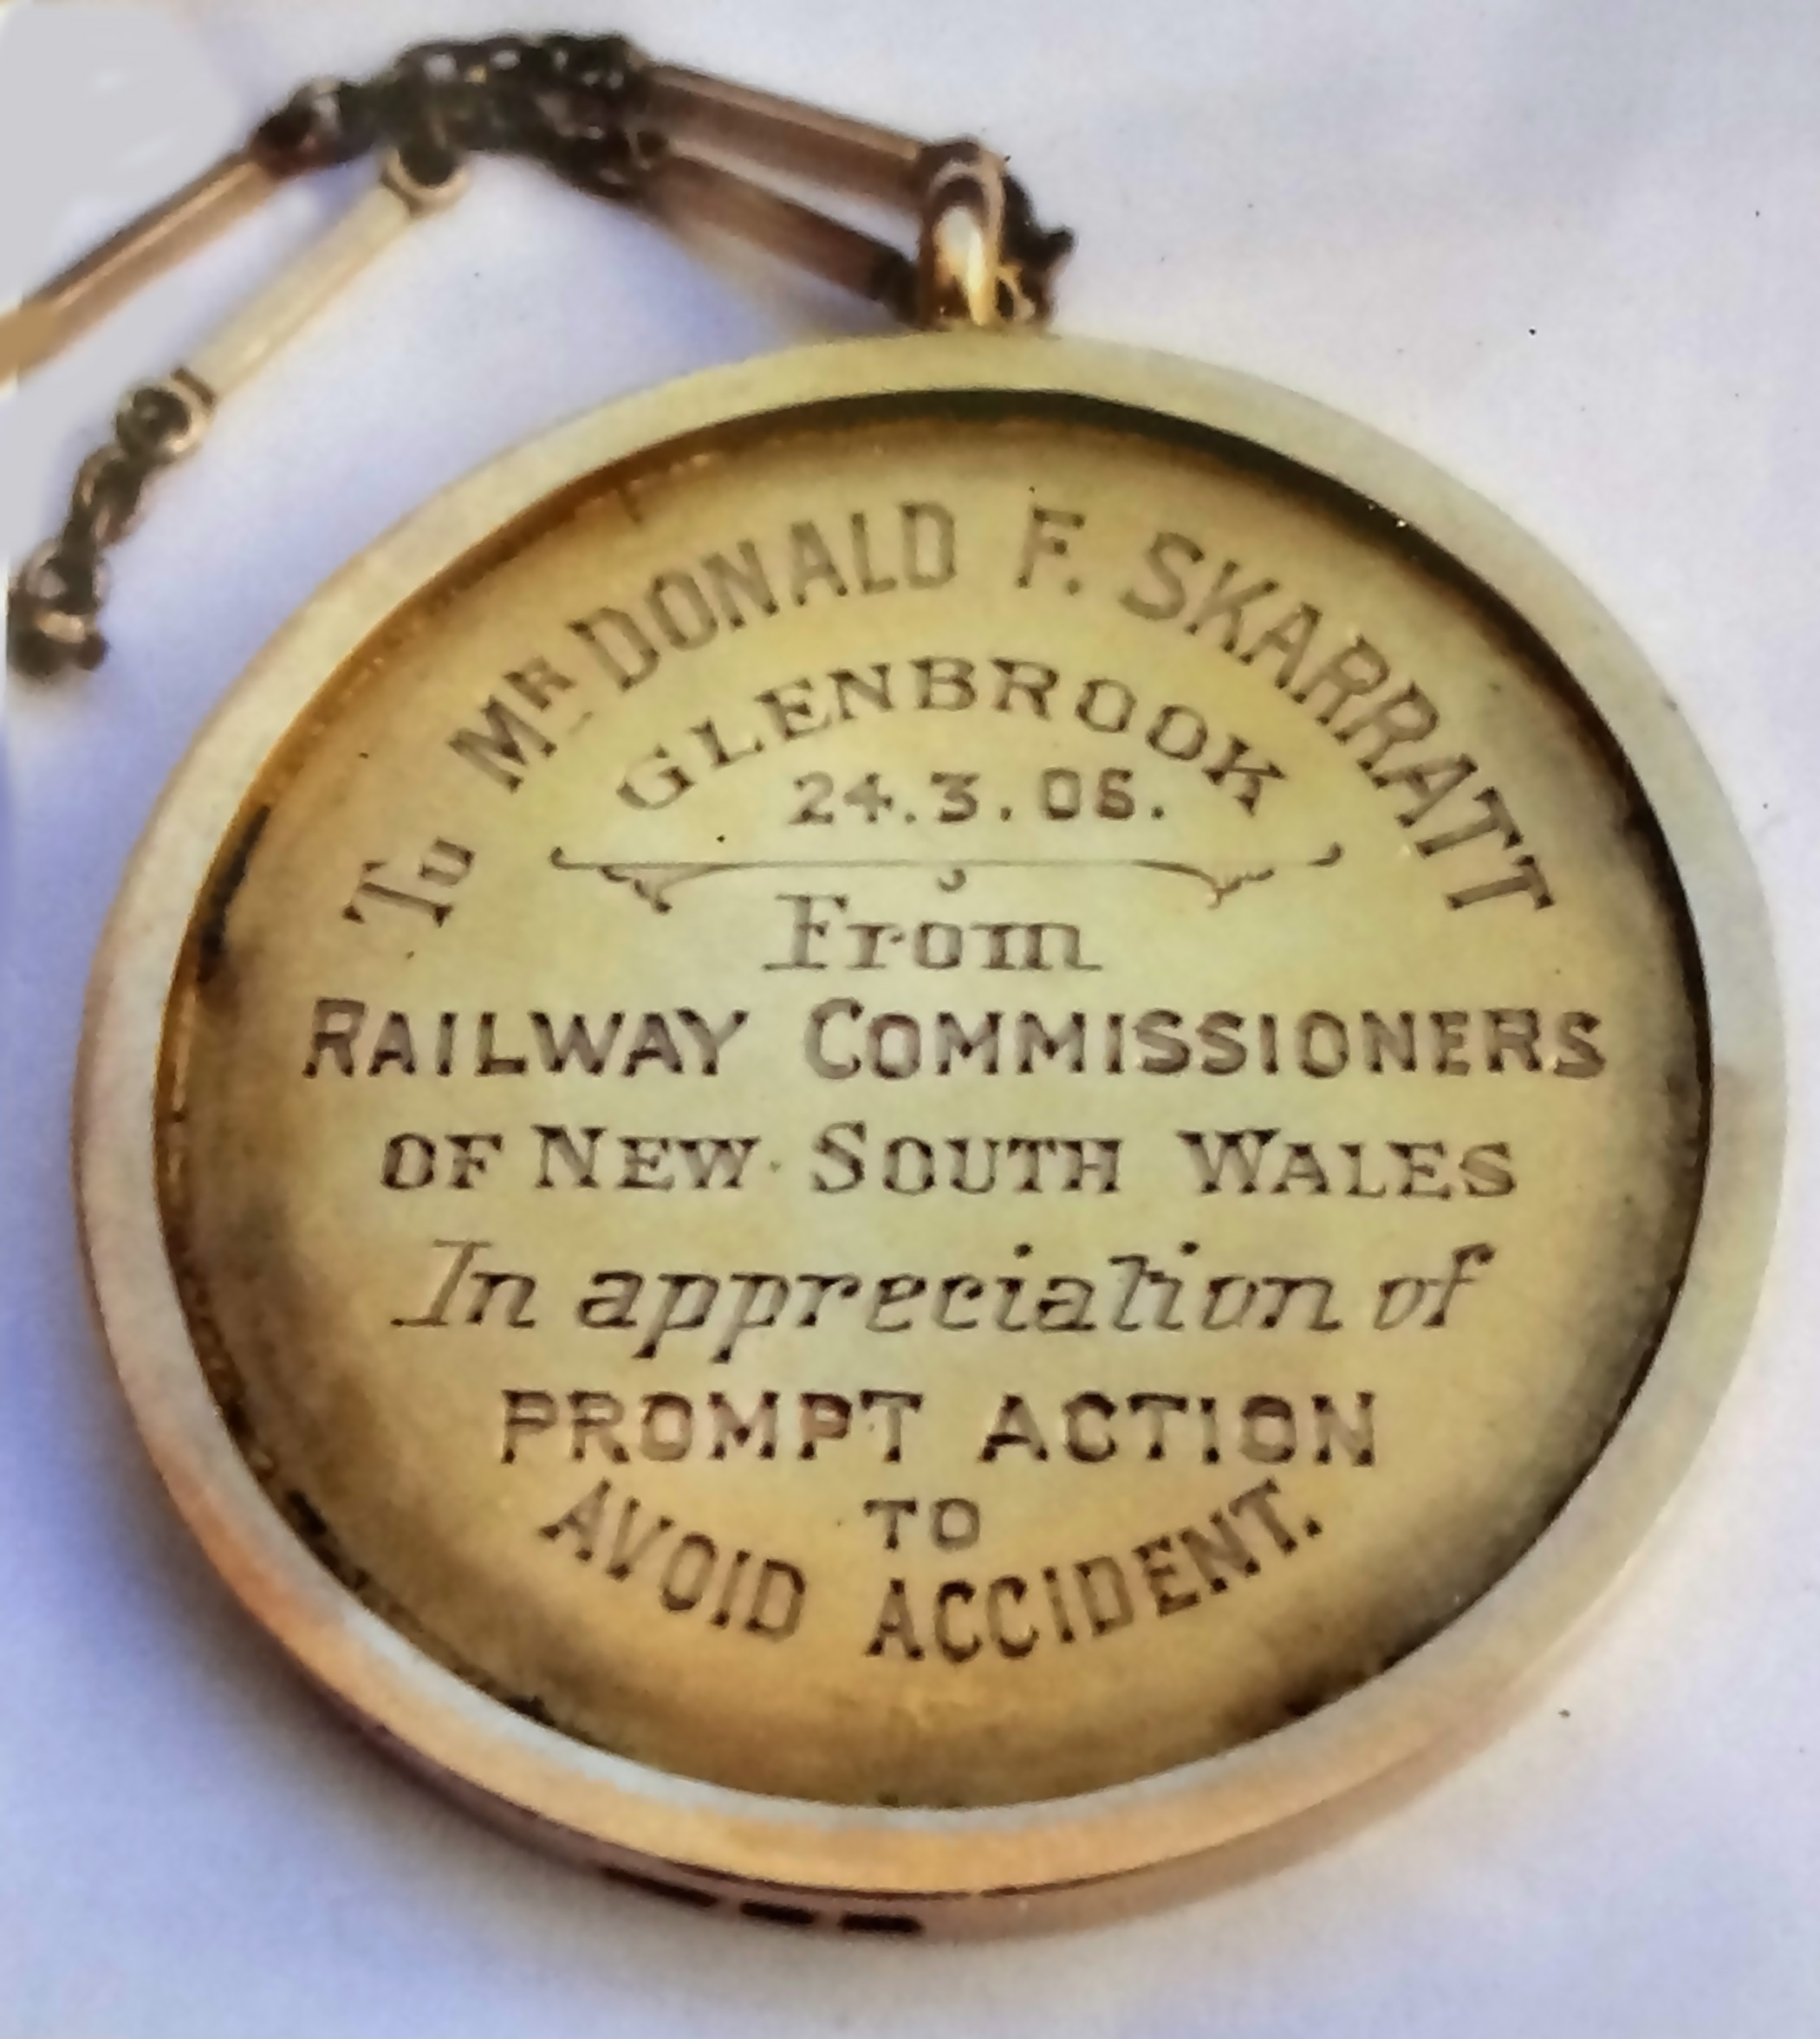 To Mr DONALD F. SKARRATT
GLENBROOK
24.3.06.
From
RAILWAY COMMISSIONERS
OF NEW SOUTH WALES
In appreciation of
PROMPT ACTION
TO
AVOID ACCIDENT.